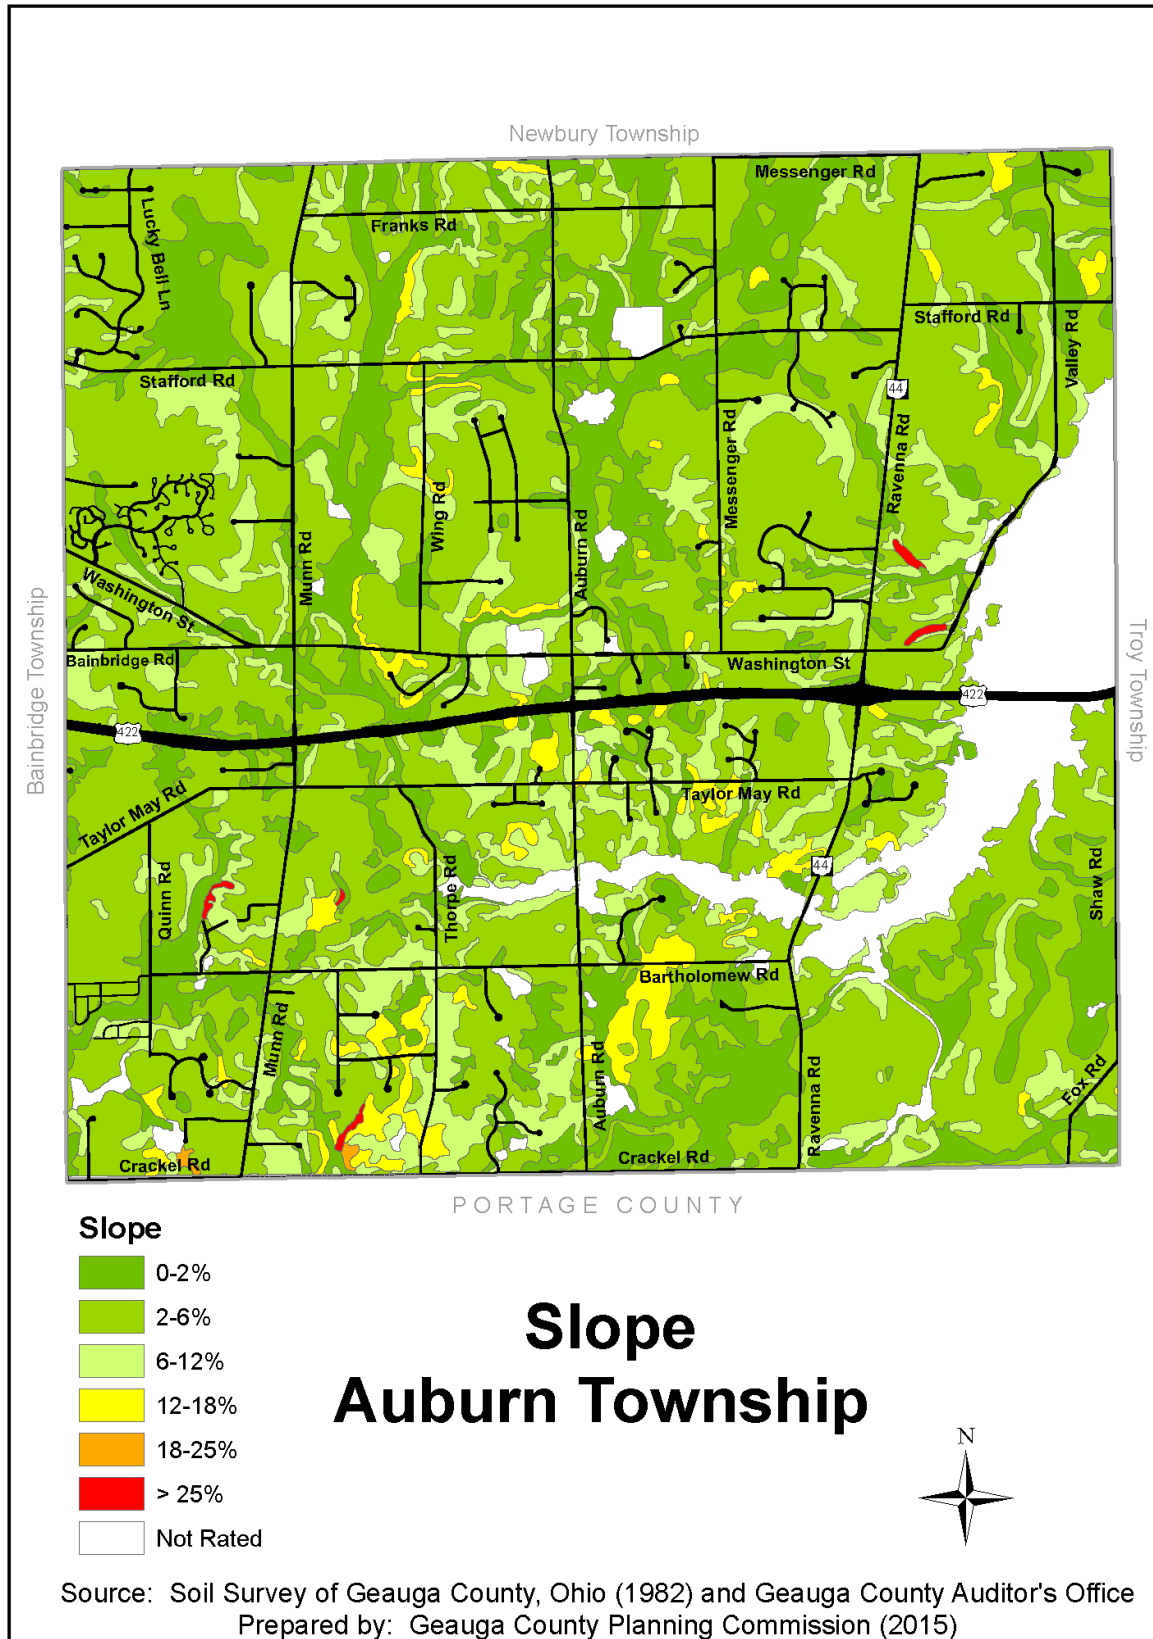 Newbury Township
Messenger Rd
Lucky Bell Ln
Franks Rd
Stafford Rd
Valley Rd
Stafford Rd
44
Ravenna Rd
Messenger Rd
Wing Rd
Auburn Rd
Munn Rd
Washington St
Bainbridge Township
Troy Township
Bainbridge Rd
Washington St
422
422
Taylor May Rd
Taylor May Rd
44
Quinn Rd
Thorpe Rd
Shaw Rd
Bartholomew Rd
Munn Rd
Auburn Rd
Ravenna Rd
Fox Rd
Crackel Rd
Crackel Rd
PORTAGE COUNTY
Slope
0-2%
2-6%
6-12%
12-18%
18-25%
> 25%
Not Rated
Slope
Auburn Township
N
Source: Soil Survey of Geauga County, Ohio (1982) and Geauga County Auditor's Office
Prepared by: Geauga County Planning Commission (2015)